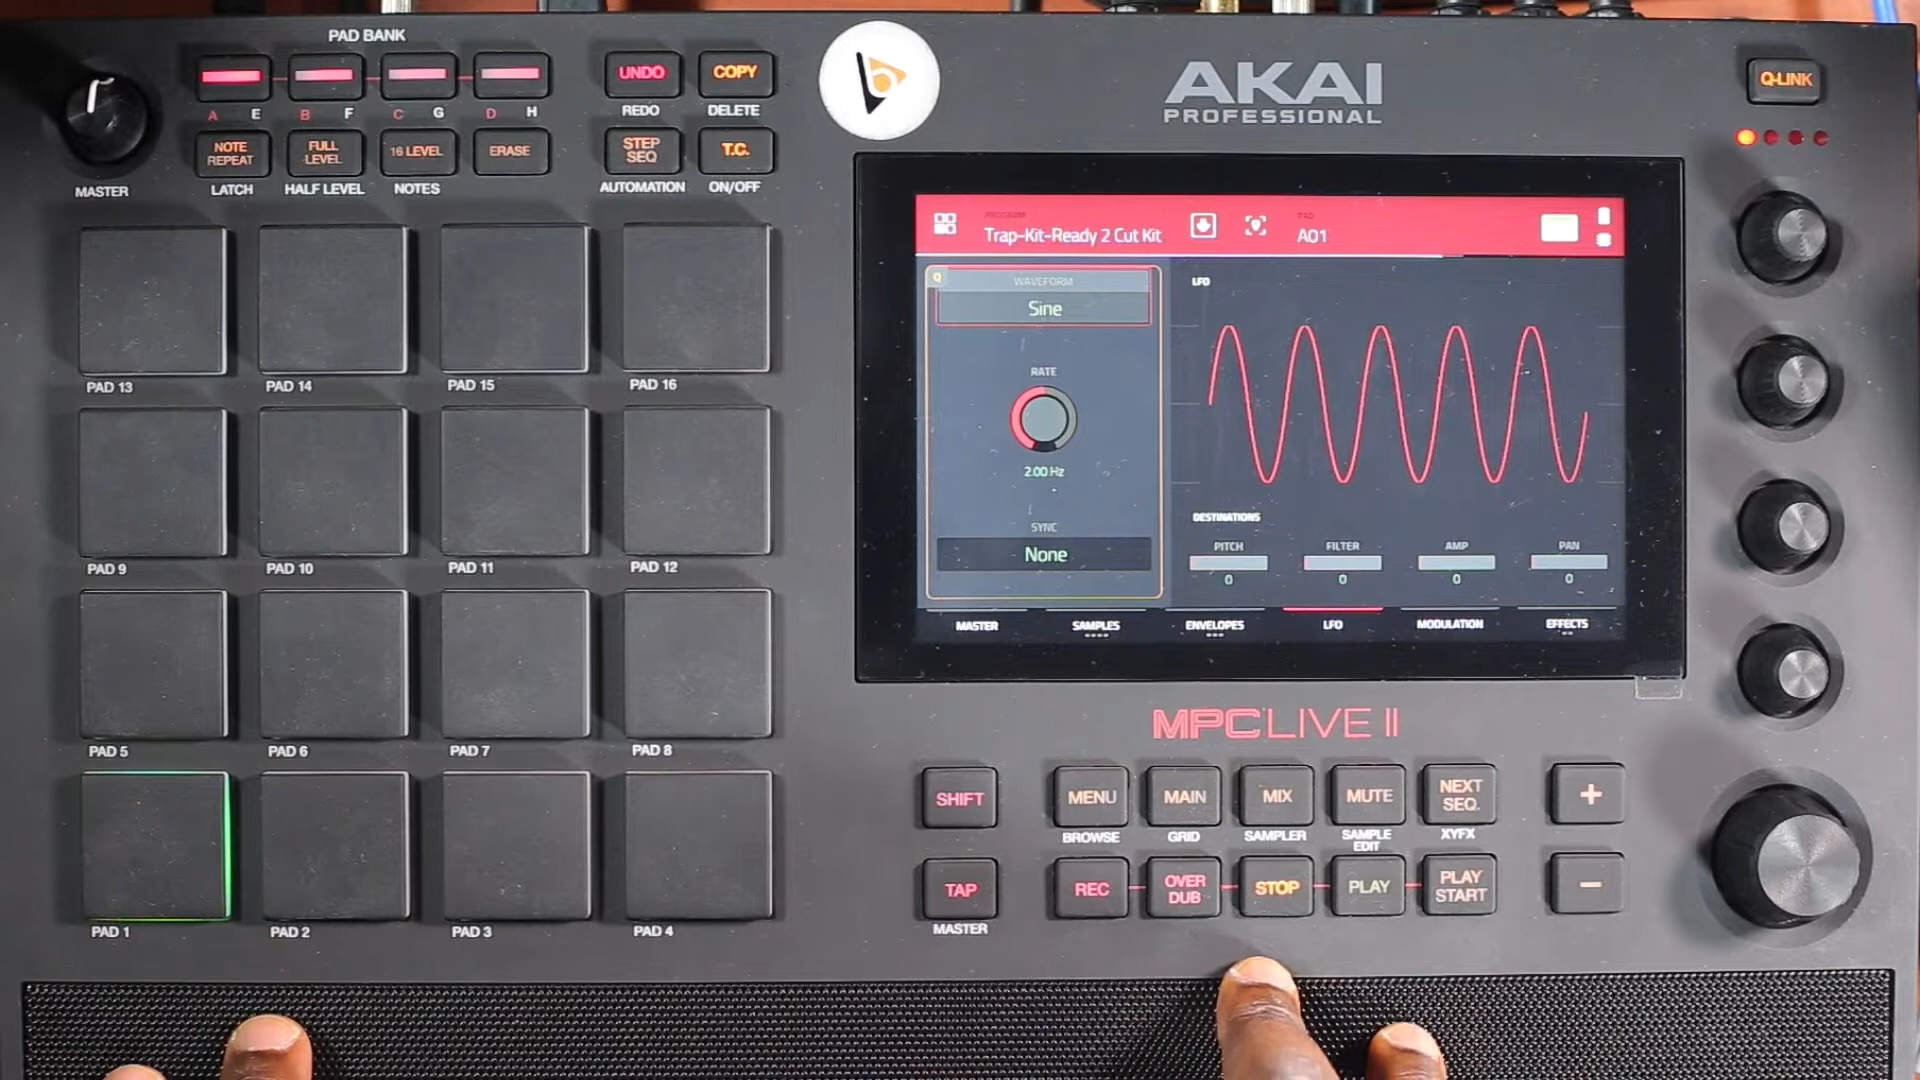 PAD BANK
A E B F C G D H
UNDO
COPY
REDO
DELETE
NOTE
REPEAT
FULL
LEVEL
16 LEVEL
ERASE
STEP
SEQ
T.C.
MASTER
LATCH
HALF LEVEL
NOTES
AUTOMATION
ON/OFF
AKAI
PROFESSIONAL
Q-LINK
PROGRAM
Trap-Kit-Ready 2 Cut Kit
PAD
A01
Q
WAVEFORM
Sine
RATE
2.00 Hz
SYNC
None
LFO
DESTINATIONS
PITCH
FILTER
AMP
PAN
0
0
0
0
MASTER
SAMPLES
ENVELOPES
LFO
MODULATION
EFFECTS
PAD 13
PAD 14
PAD 15
PAD 16
PAD 9
PAD 10
PAD 11
PAD 12
PAD 5
PAD 6
PAD 7
PAD 8
PAD 1
PAD 2
PAD 3
PAD 4
MPC LIVE II
SHIFT
MENU
MAIN
MIX
MUTE
NEXT
SEQ.
+
BROWSE
GRID
SAMPLER
SAMPLE
EDIT
XYFX
TAP
REC
OVER
DUB
STOP
PLAY
PLAY
START
−
MASTER